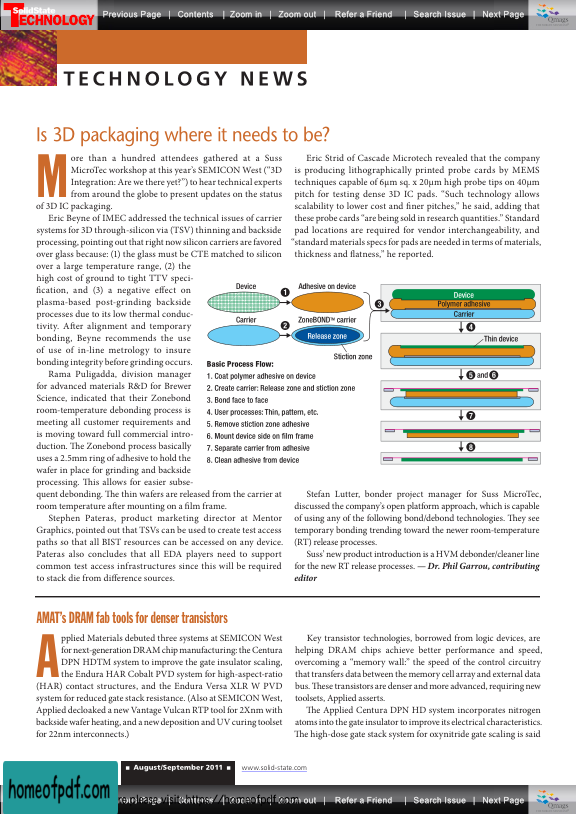 Solid State
TECHNOLOGY
Previous Page | Contents | Zoom in | Zoom out | Refer a Friend | Search Issue | Next Page
Qmags
TECHNOLOGY NEWS
Is 3D packaging where it needs to be?
More than a hundred attendees gathered at a Suss
MicroTec workshop at this year's SEMICON West ("3D
Integration: Are we there yet?") to hear technical experts
from around the globe to present updates on the status
of 3D IC packaging.
Eric Beyne of IMEC addressed the technical issues of carrier
systems for 3D through-silicon via (TSV) thinning and backside
processing, pointing out that right now silicon carriers are favored
over glass because: (1) the glass must be CTE matched to silicon
over a large temperature range, (2) the
high cost of ground to tight TTV speci-
fication, and (3) a negative effect on
plasma-based post-grinding backside
processes due to its low thermal conduc-
tivity. After alignment and temporary
bonding, Beyne recommends the use
of use of in-line metrology to insure
bonding integrity before grinding occurs.
Rama Puligadda, division manager
for advanced materials R&D for Brewer
Science, indicated that their Zonebond
room-temperature debonding process is
meeting all customer requirements and
is moving toward full commercial intro-
duction. The Zonebond process basically
uses a 2.5mm ring of adhesive to hold the
wafer in place for grinding and backside
processing. This allows for easier subse-
quent debonding. The thin wafers are released from the carrier at
room temperature after mounting on a film frame.
Stephen Pateras, product marketing director at Mentor
Graphics, pointed out that TSVs can be used to create test access
paths so that all BIST resources can be accessed on any device.
Pateras also concludes that all EDA players need to support
common test access infrastructures since this will be required
to stack die from difference sources.
Eric Strid of Cascade Microtech revealed that the company
is producing lithographically printed probe cards by MEMS
techniques capable of 6µm sq. x 20µm high probe tips on 40µm
pitch for testing dense 3D IC pads. "Such technology allows
scalability to lower cost and finer pitches," he said, adding that
these probe cards "are being sold in research quantities." Standard
pad locations are required for vendor interchangeability, and
"standard materials specs for pads are needed in terms of materials,
thickness and flatness," he reported.
Device
1
Adhesive on device
Carrier
2
ZoneBOND™ carrier
Release zone
Stiction zone
3
Device
Polymer adhesive
Carrier
4
Thin device
5 and 6
7
8
Basic Process Flow:
1. Coat polymer adhesive on device
2. Create carrier: Release zone and stiction zone
3. Bond face to face
4. User processes: Thin, pattern, etc.
5. Remove stiction zone adhesive
6. Mount device side on film frame
7. Separate carrier from adhesive
8. Clean adhesive from device
Stefan Lutter, bonder project manager for Suss MicroTec,
discussed the company's open platform approach, which is capable
of using any of the following bond/debond technologies. They see
temporary bonding trending toward the newer room-temperature
(RT) release processes.
Suss' new product introduction is a HVM debonder/cleaner line
for the new RT release processes. — Dr. Phil Garrou, contributing
editor
AMAT's DRAM fab tools for denser transistors
Applied Materials debuted three systems at SEMICON West
for next-generation DRAM chip manufacturing: the Centura
DPN HDTM system to improve the gate insulator scaling,
the Endura HAR Cobalt PVD system for high-aspect-ratio
(HAR) contact structures, and the Endura Versa XLR W PVD
system for reduced gate stack resistance. (Also at SEMICON West,
Applied decloaked a new Vantage Vulcan RTP tool for 2Xnm with
backside wafer heating, and a new deposition and UV curing toolset
for 22nm interconnects.)
Key transistor technologies, borrowed from logic devices, are
helping DRAM chips achieve better performance and speed,
overcoming a "memory wall:" the speed of the control circuitry
that transfers data between the memory cell array and external data
bus. These transistors are denser and more advanced, requiring new
toolsets, Applied asserts.
The Applied Centura DPN HD system incorporates nitrogen
atoms into the gate insulator to improve its electrical characteristics.
The high-dose gate stack system for oxynitride gate scaling is said
■ August/September 2011 ■ www.solid-state.com
homeofpdf.com
please visit: https://homeofpdf.com
out | Refer a Friend | Search Issue | Next Page
Qmags